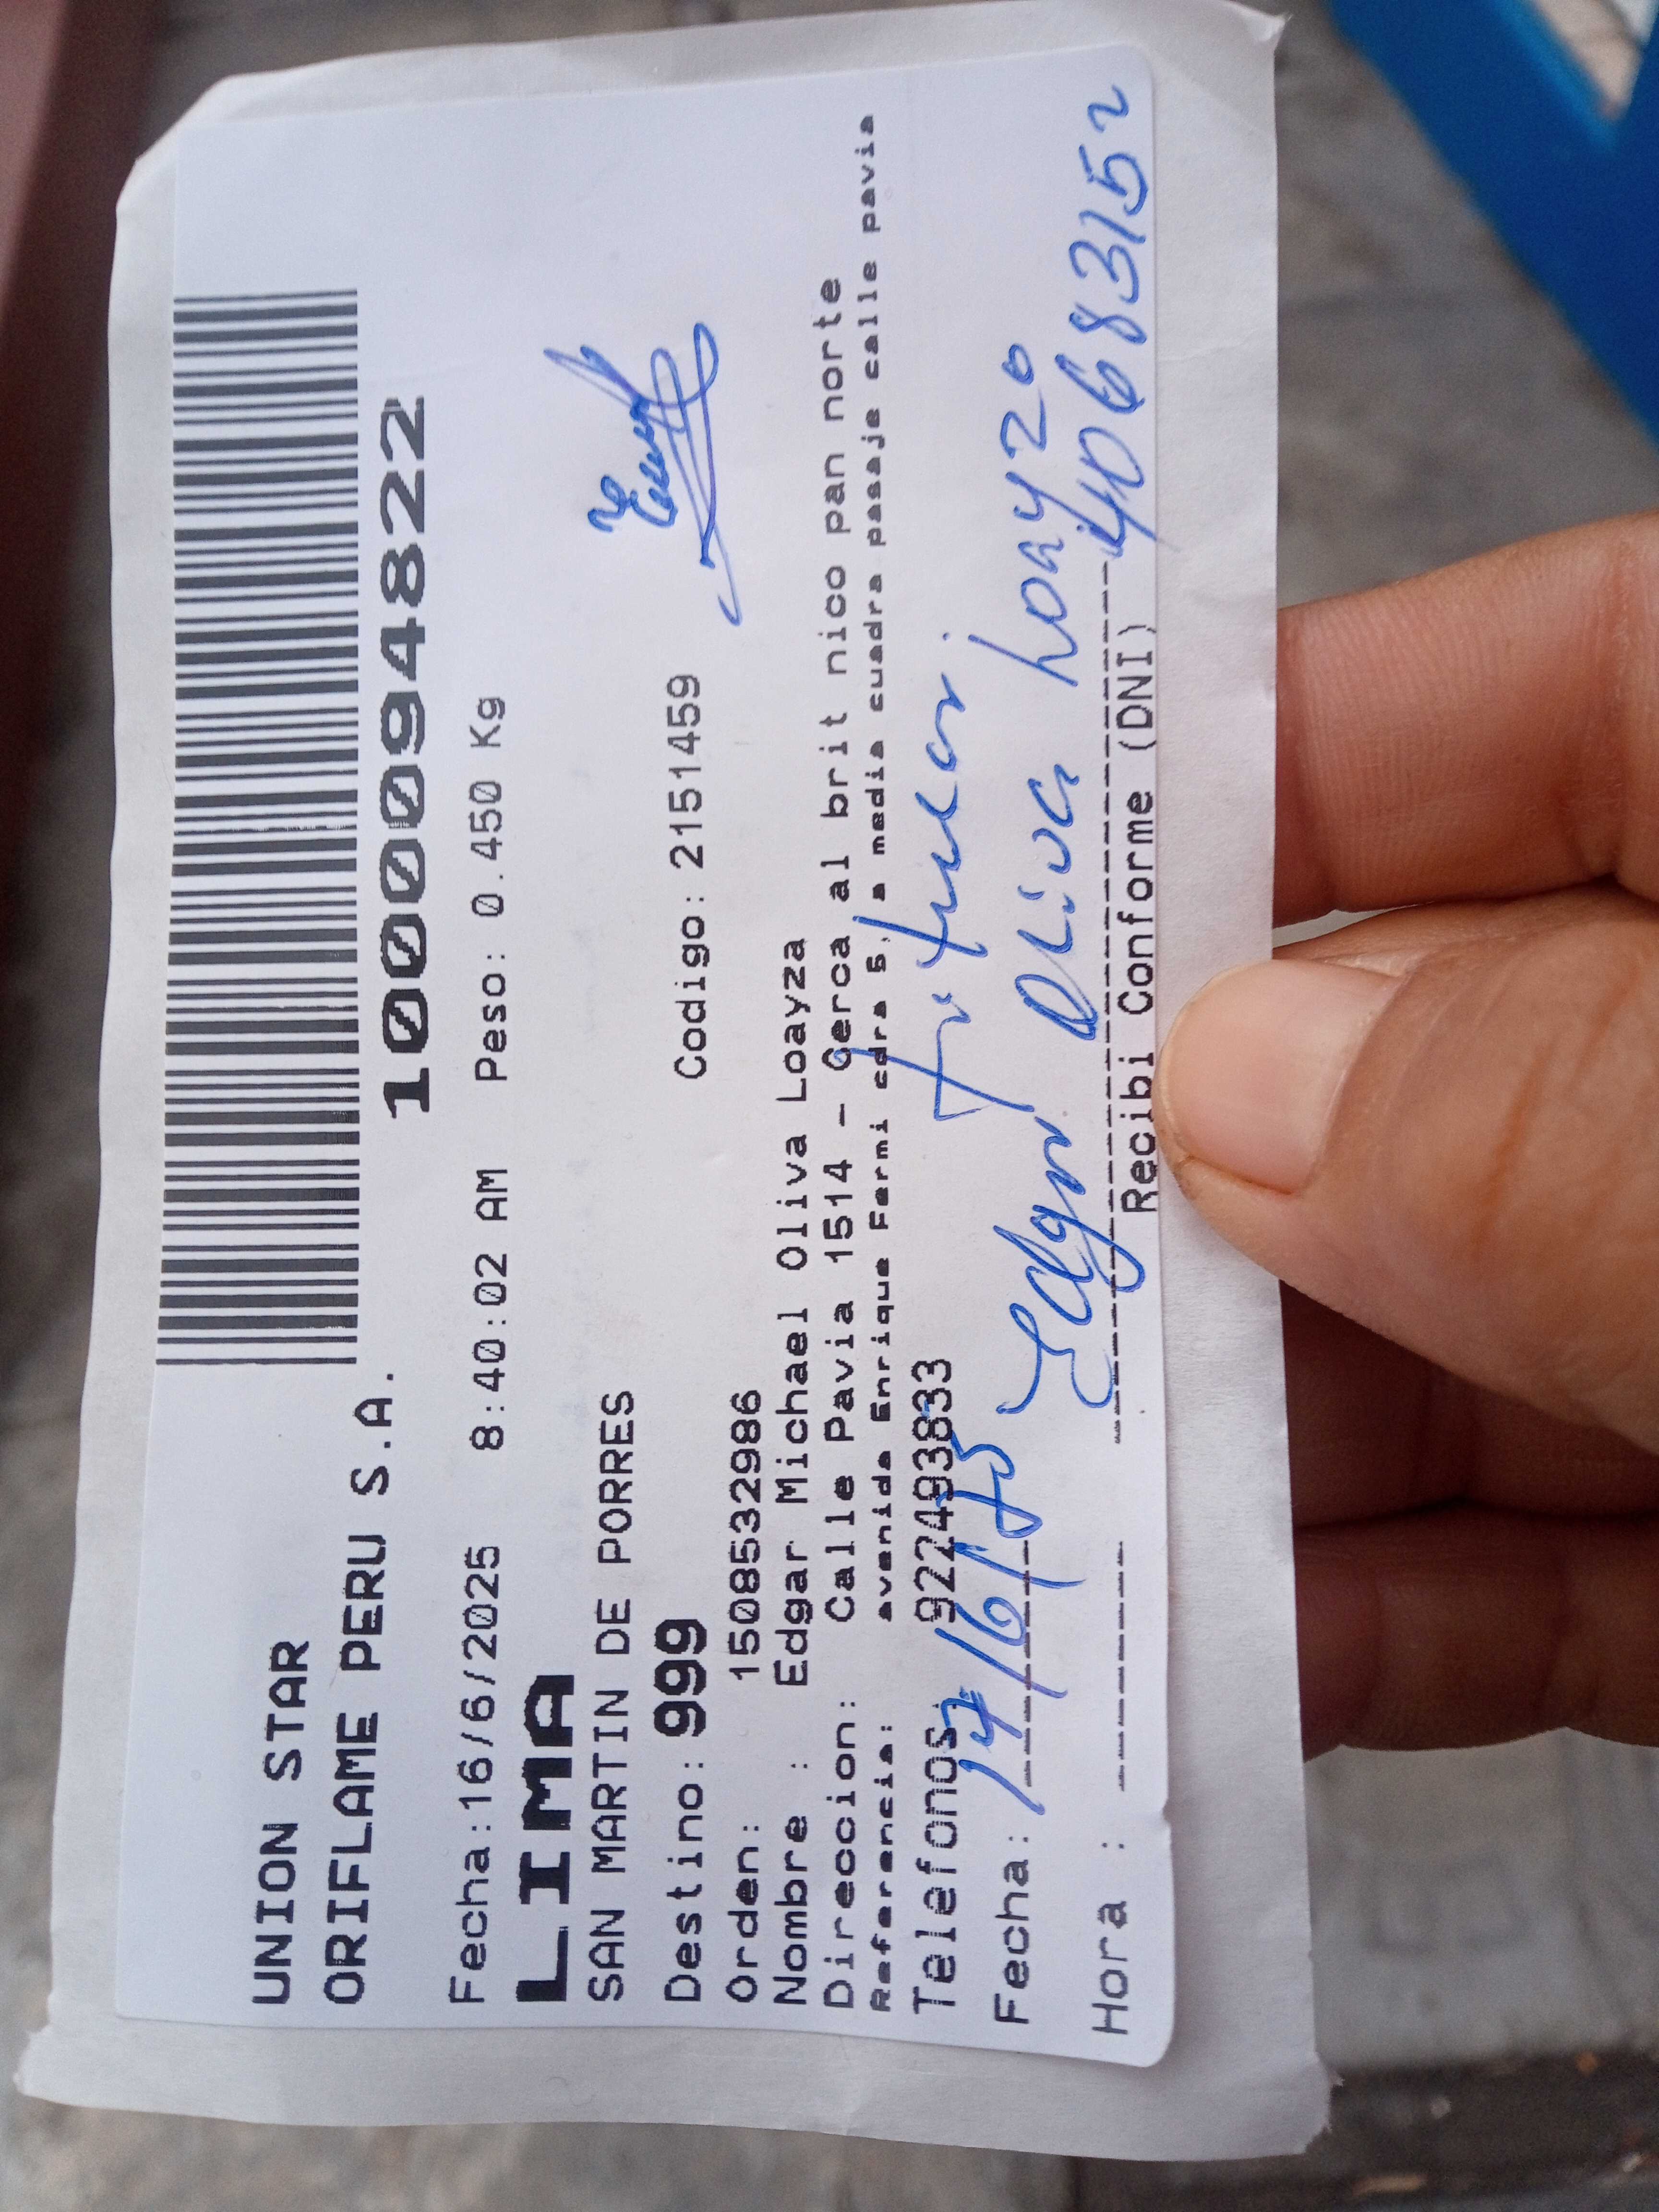 UNION STAR
ORIFLAME PERU S.A.
1000094822
Fecha:16/6/2025 8:40:02 AM Peso: 0.450 Kg
LIMA
SAN MARTIN DE PORRES
Destino: 999 Codigo: 2151459
Orden: 1508532986
Nombre : Edgar Michael Oliva Loayza
Direccion: Calle Pavia 1514 - Cerca al brit nico pan norte
Referencia: avenida Enrique Fermi cdra 5, a media cuadra pasaje calle pavia
Telefonos: 922493833
Titular
Fecha: 17/6/25 Edgar Oliva Loayza
40683152
Hora : Recibi Conforme (DNI)